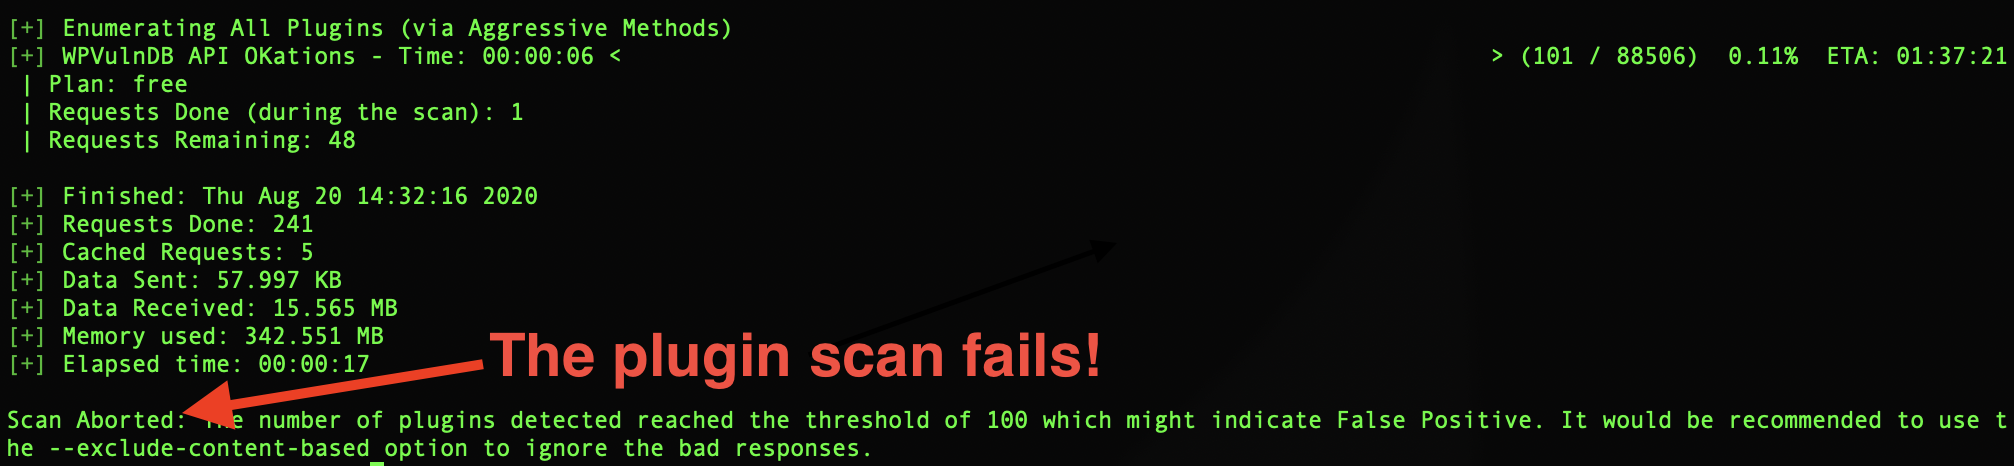 [+] Enumerating All Plugins (via Aggressive Methods)
[+] WPVulnDB API OKations - Time: 00:00:06 < > (101 / 88506) 0.11% ETA: 01:37:21
| Plan: free
| Requests Done (during the scan): 1
| Requests Remaining: 48
[+] Finished: Thu Aug 20 14:32:16 2020
[+] Requests Done: 241
[+] Cached Requests: 5
[+] Data Sent: 57.997 KB
[+] Data Received: 15.565 MB
[+] Memory used: 342.551 MB
[+] Elapsed time: 00:00:17
The plugin scan fails!
Scan Aborted: The number of plugins detected reached the threshold of 100 which might indicate False Positive. It would be recommended to use t
he --exclude-content-based option to ignore the bad responses.